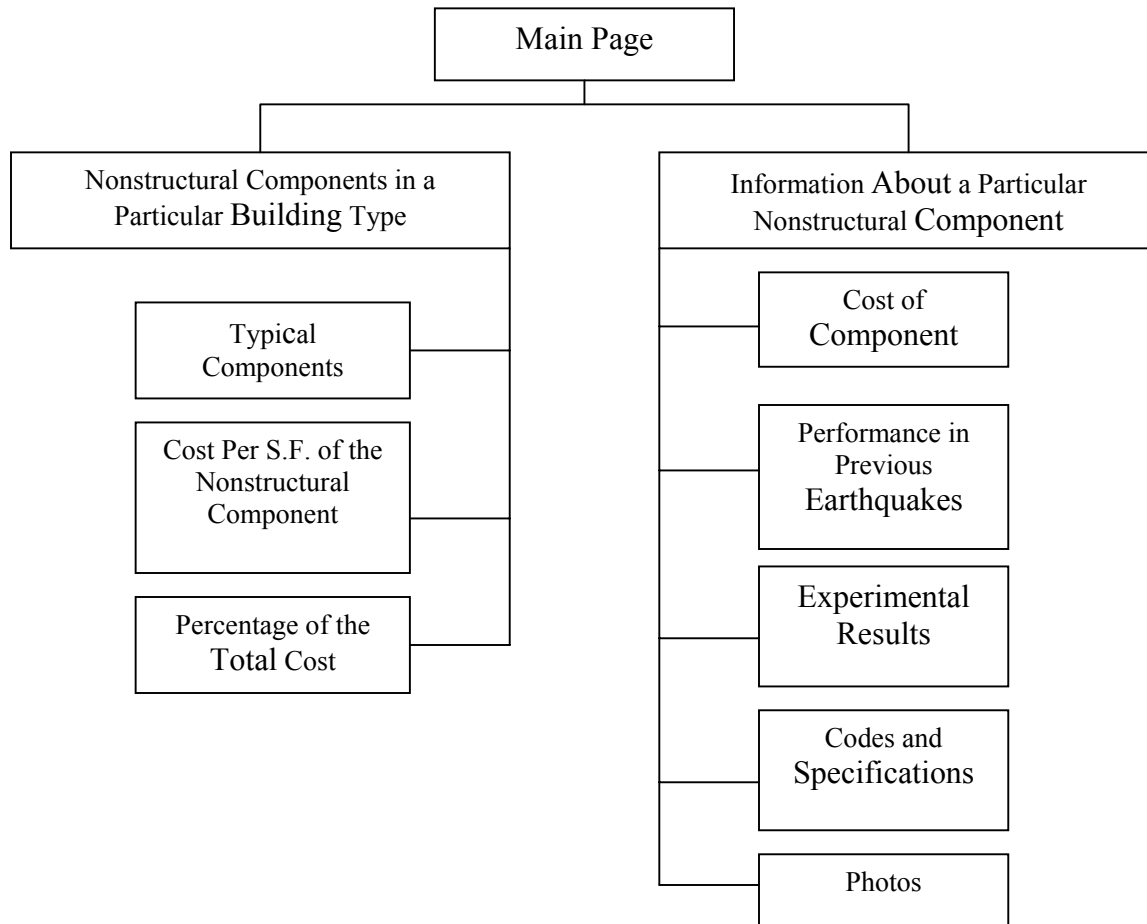 Main Page
Nonstructural Components in a
Particular Building Type
Typical
Components
Cost Per S.F. of the
Nonstructural
Component
Percentage of the
Total Cost
Information About a Particular
Nonstructural Component
Cost of
Component
Performance in
Previous
Earthquakes
Experimental
Results
Codes and
Specifications
Photos